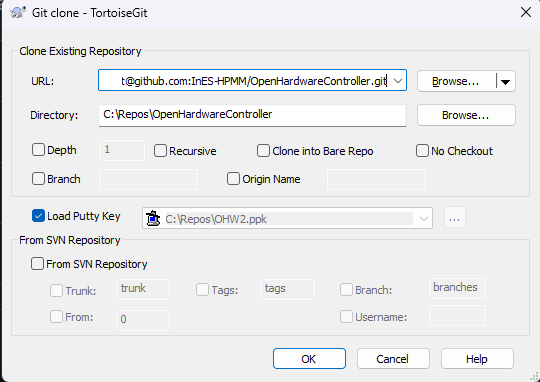 Git clone - TortoiseGit
Clone Existing Repository
URL: t@github.com:InES-HPMM/OpenHardwareController.git Browse...
Directory: C:\Repos\OpenHardwareController Browse...
Depth 1 Recursive Clone into Bare Repo No Checkout
Branch Origin Name
Load Putty Key C:\Repos\OHW2.ppk ...
From SVN Repository
From SVN Repository
Trunk: trunk Tags: tags Branch: branches
From: 0 Username:
OK Cancel Help